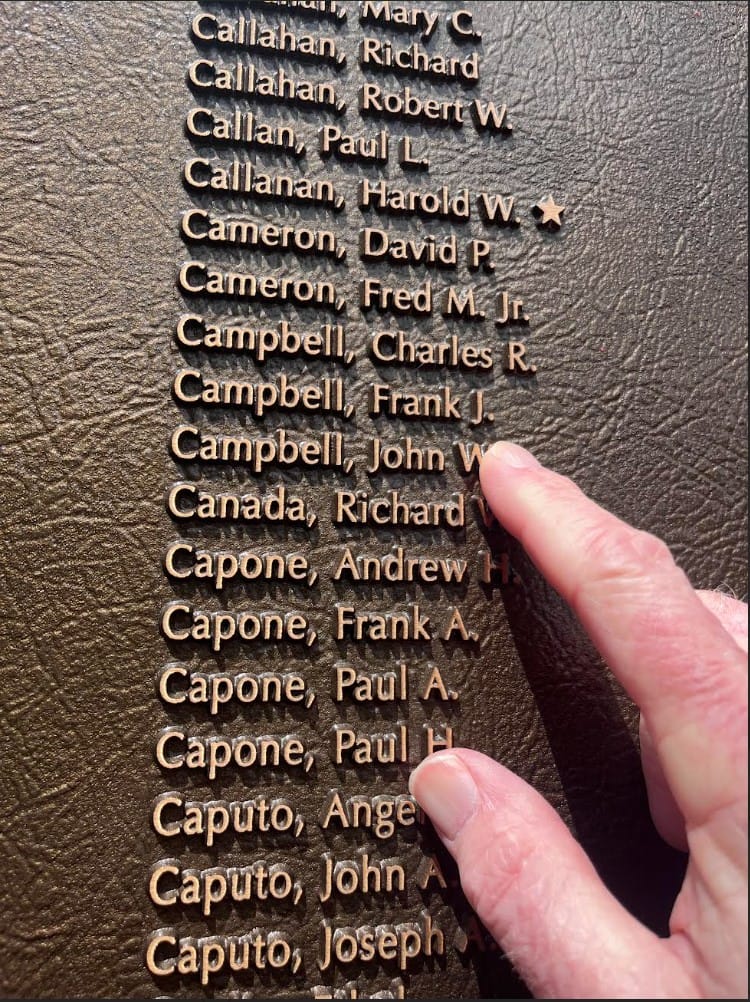 Mary C.
Callahan, Richard
Callahan, Robert W.
Callan, Paul L.
Callanan, Harold W. ★
Cameron, David P.
Cameron, Fred M. Jr.
Campbell, Charles R.
Campbell, Frank J.
Campbell, John W
Canada, Richard
Capone, Andrew H.
Capone, Frank A.
Capone, Paul A.
Capone, Paul H
Caputo,
Caputo, John A
Caputo, Joseph A.